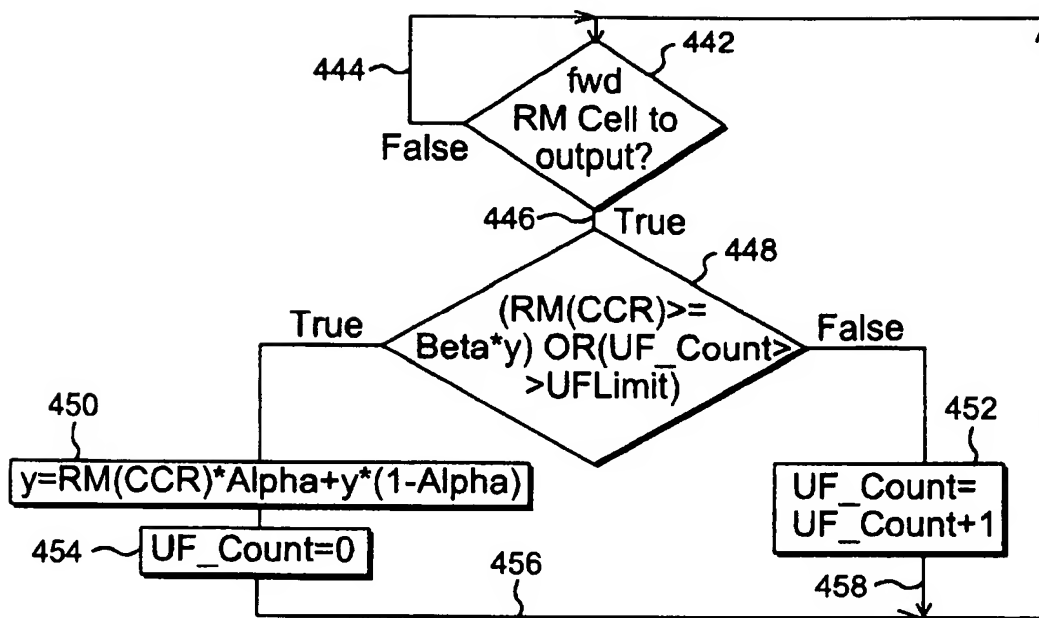 442
444
fwd
RM Cell to
output?
False
446
True
448
(RM(CCR)>=
Beta*y) OR(UF_Count>
>UFLimit)
True
False
450
452
y=RM(CCR)*Alpha+y*(1-Alpha)
UF_Count=
UF_Count+1
454
UF_Count=0
456
458